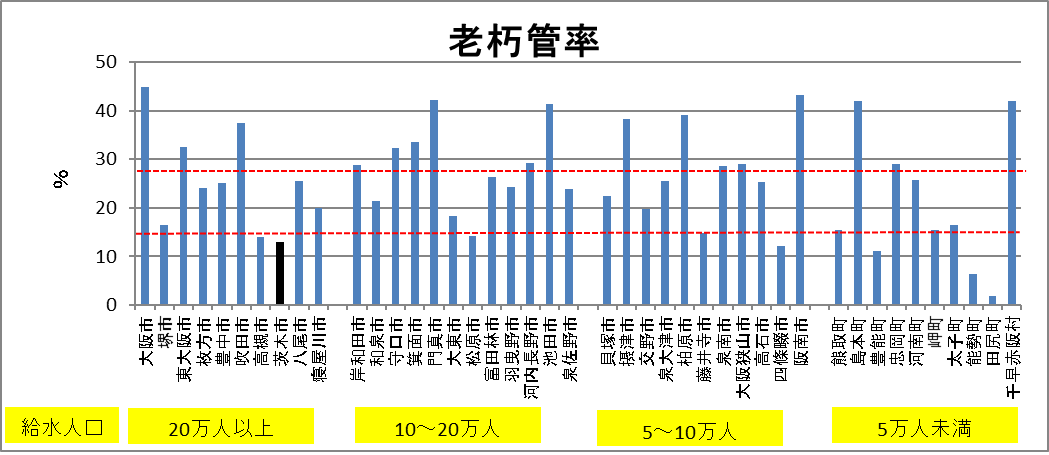 老朽管率
%
50
40
30
20
10
0
大阪市
堺市
東大阪市
枚方市
豊中市
吹田市
高槻市
茨木市
八尾市
寝屋川市
岸和田市
和泉市
守口市
箕面市
門真市
大東市
松原市
富田林市
羽曳野市
河内長野市
池田市
泉佐野市
貝塚市
摂津市
交野市
泉大津市
柏原市
藤井寺市
泉南市
大阪狭山市
高石市
四條畷市
阪南市
熊取町
島本町
豊能町
忠岡町
河南町
岬町
太子町
能勢町
田尻町
千早赤阪村
給水人口
20万人以上
10～20万人
5～10万人
5万人未満